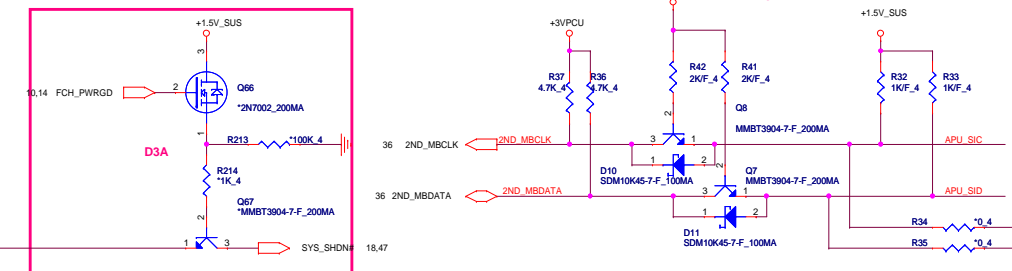 +1.5V_SUS
3
10,14 FCH_PWRGD
2
Q66
*2N7002_200MA
1
R213
*100K_4
D3A
R214
*1K_4
Q67
*MMBT3904-7-F_200MA
2
1
3
SYS_SHDN# 18,47
+3VPCU
R37
4.7K_4
R36
4.7K_4
R42
2K/F_4
R41
2K/F_4
+1.5V_SUS
R32
1K/F_4
R33
1K/F_4
2
Q8
MMBT3904-7-F_200MA
36 2ND_MBCLK
2ND_MBCLK
3
1
APU_SIC
1
2
D10
SDM10K45-7-F_100MA
2
Q7
MMBT3904-7-F_200MA
36 2ND_MBDATA
2ND_MBDATA
3
1
APU_SID
1
2
D11
SDM10K45-7-F_100MA
R34
*0_4
R35
*0_4